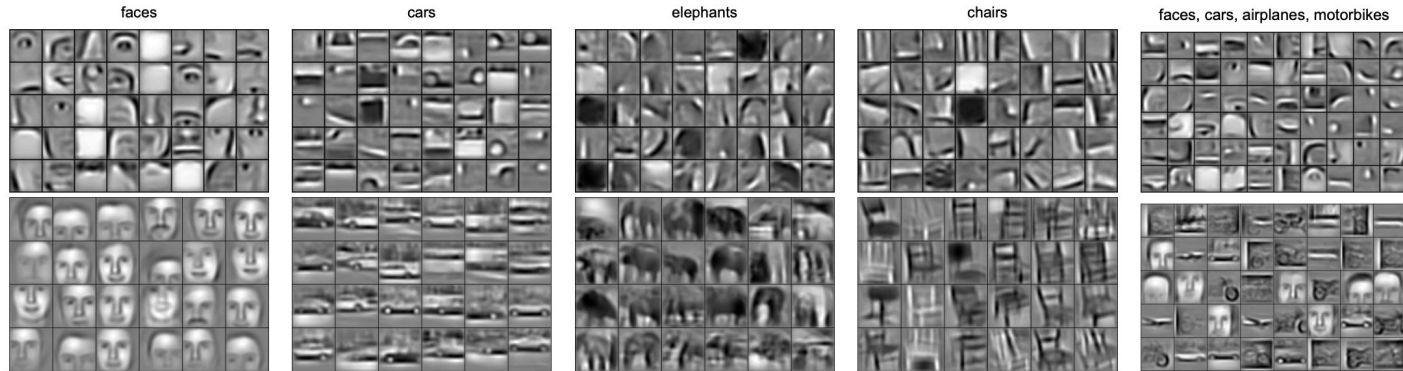 faces
cars
elephants
chairs
faces, cars, airplanes, motorbikes